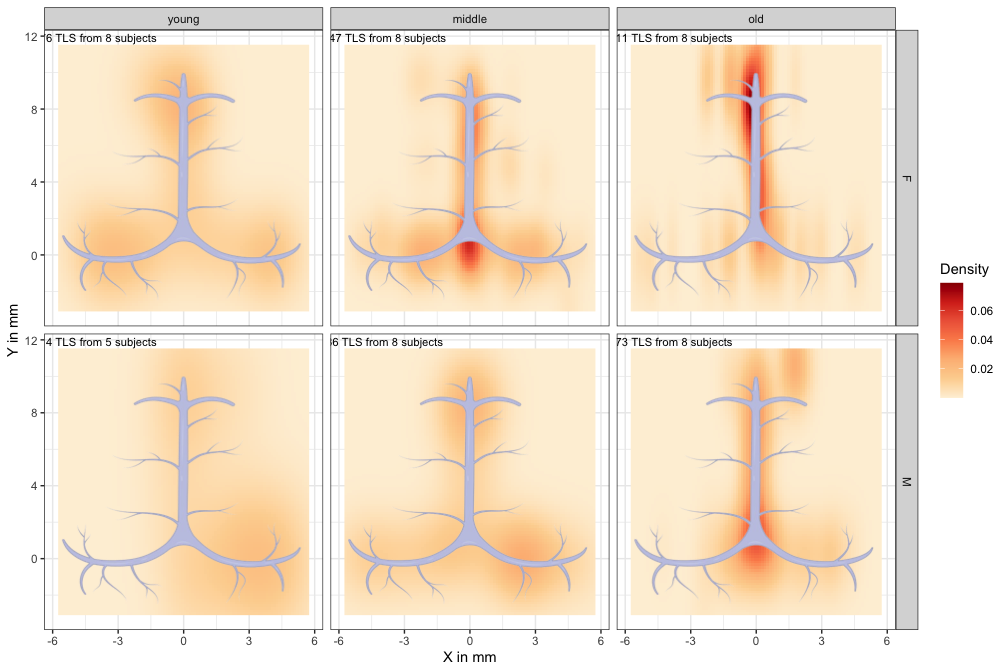 young middle old
6 TLS from 8 subjects 47 TLS from 8 subjects 11 TLS from 8 subjects
12
8
4
0
F
Density
0.06
0.04
0.02
Y in mm
4 TLS from 5 subjects 36 TLS from 8 subjects 73 TLS from 8 subjects
12
8
4
0
M
-6 -3 0 3 6 -6 -3 0 3 6 -6 -3 0 3 6
X in mm